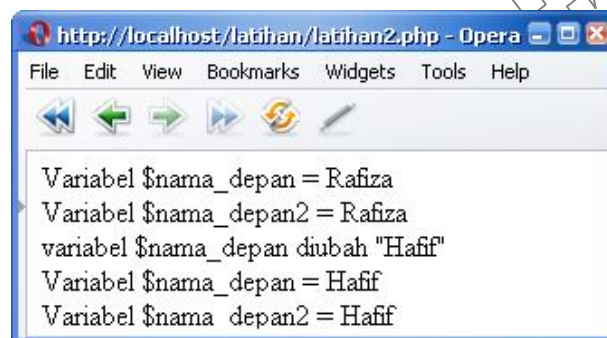 http://localhost/latihan/latihan2.php - Opera
File Edit View Bookmarks Widgets Tools Help
Variabel $nama_depan = Rafiza
Variabel $nama_depan2 = Rafiza
variabel $nama_depan diubah "Hafif"
Variabel $nama_depan = Hafif
Variabel $nama_depan2 = Hafif